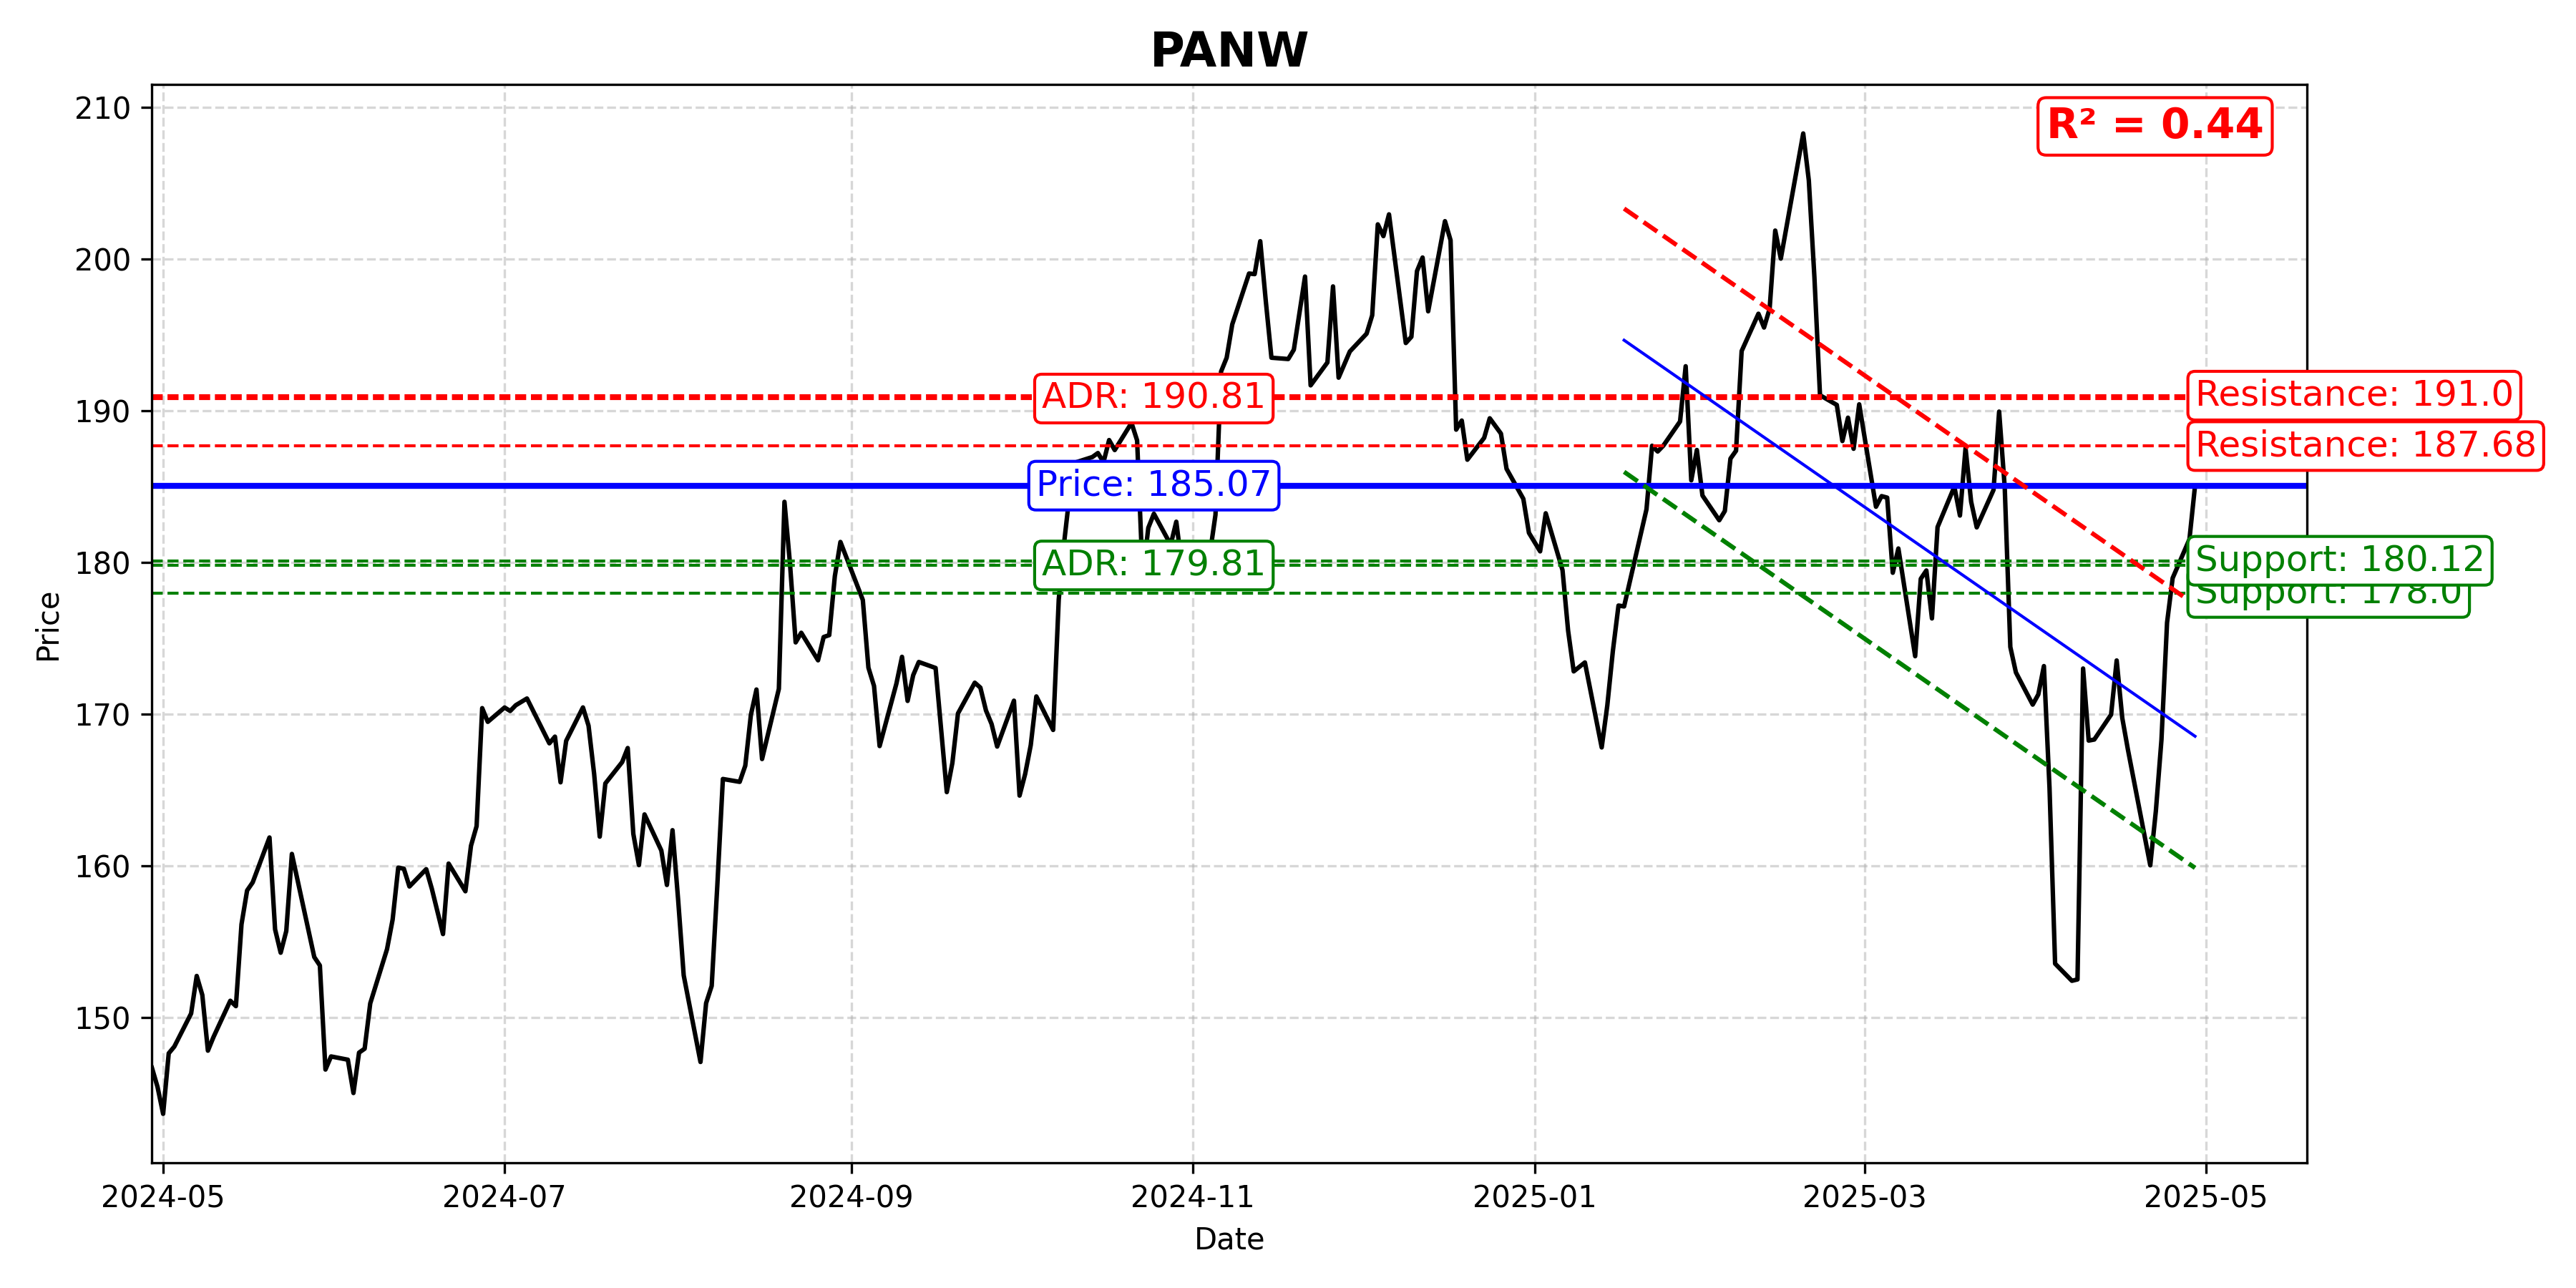 PANW
R² = 0.44
210
200
190
180
170
160
150
Price
ADR: 190.81
Resistance: 191.0
Resistance: 187.68
Price: 185.07
ADR: 179.81
Support: 180.12
Support: 178.0
2024-05
2024-07
2024-09
2024-11
2025-01
2025-03
2025-05
Date